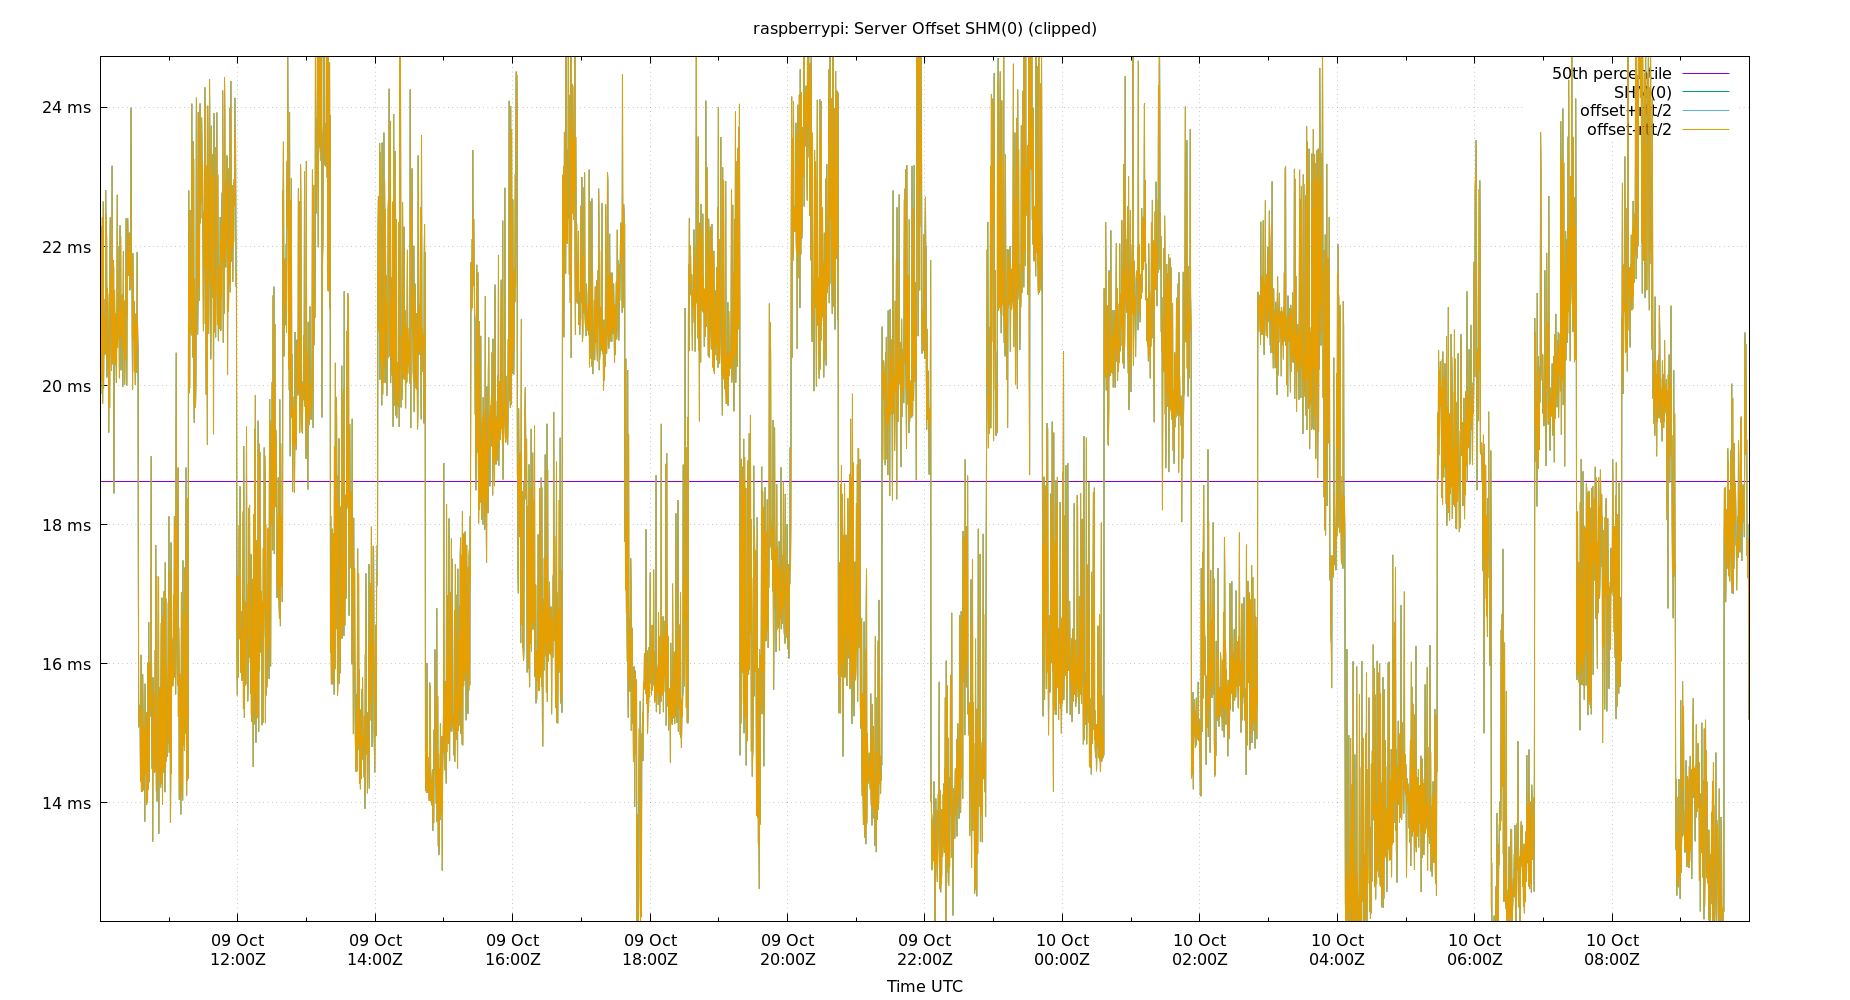 raspberrypi: Server Offset SHM(0) (clipped)
50th percentile
SHM(0)
offset+rtt/2
offset-rtt/2
24 ms
22 ms
20 ms
18 ms
16 ms
14 ms
09 Oct 09 Oct 09 Oct 09 Oct 09 Oct 09 Oct 10 Oct 10 Oct 10 Oct 10 Oct 10 Oct
12:00Z 14:00Z 16:00Z 18:00Z 20:00Z 22:00Z 00:00Z 02:00Z 04:00Z 06:00Z 08:00Z
Time UTC